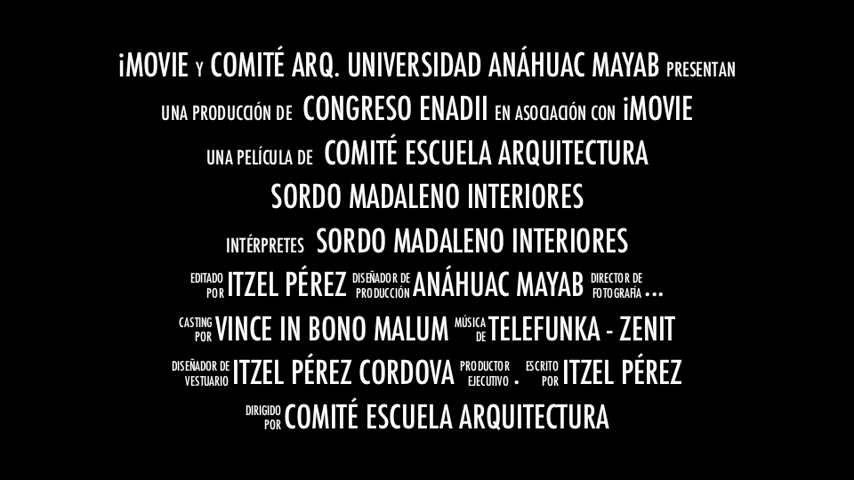 iMOVIE Y COMITÉ ARQ. UNIVERSIDAD ANÁHUAC MAYAB PRESENTAN
UNA PRODUCCIÓN DE CONGRESO ENADII EN ASOCIACIÓN CON iMOVIE
UNA PELÍCULA DE COMITÉ ESCUELA ARQUITECTURA
SORDO MADALENO INTERIORES
INTÉRPRETES SORDO MADALENO INTERIORES
EDITADO POR ITZEL PÉREZ DISEÑADOR DE PRODUCCIÓN ANÁHUAC MAYAB DIRECTOR DE FOTOGRAFÍA ...
CASTING POR VINCE IN BONO MALUM MÚSICA DE TELEFUNKA - ZENIT
DISEÑADOR DE VESTUARIO ITZEL PÉREZ CORDOVA PRODUCTOR EJECUTIVO . ESCRITO POR ITZEL PÉREZ
DIRIGIDO POR COMITÉ ESCUELA ARQUITECTURA